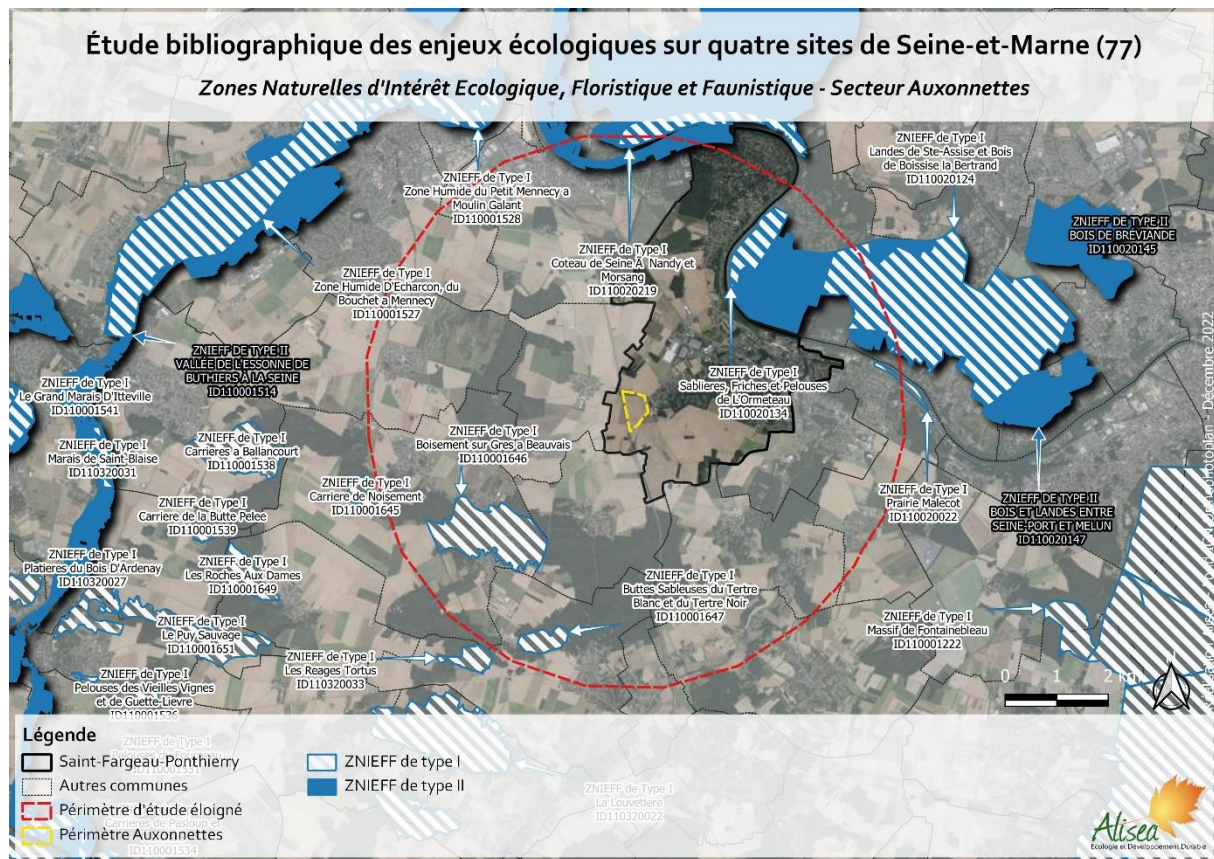 Étude bibliographique des enjeux écologiques sur quatre sites de Seine-et-Marne (77)
Zones Naturelles d'Intérêt Ecologique, Floristique et Faunistique - Secteur Auxonnettes
ZNIEFF de Type I
Landes de Ste-Assise et Bois
de Boissise la Bertrand
ID110020124
ZNIEFF de Type I
Zone Humide du Petit Mennecy a
Moulin Galant
ID110001528
ZNIEFF DE TYPE II
BOIS DE BRÉVIANDE
ID110020145
ZNIEFF de Type I
Coteau de Seine À Nandy et
Morsang
ID110020219
ZNIEFF de Type I
Zone Humide D'Echarcon, du
Bouchet a Mennecy
ID110001527
ZNIEFF DE TYPE II
VALLÉE DE L'ESSONNE DE
BUTHIERS À LA SEINE
ID110001514
ZNIEFF de Type I
Le Grand Marais D'Itteville
ID110001541
ZNIEFF de Type I
Sablieres, Friches et Pelouses
de L'Ormeteau
ID110020134
ZNIEFF de Type I
Marais de Saint-Blaise
ID110320031
ZNIEFF de Type I
Carrières a Ballancourt
ID110001538
ZNIEFF de Type I
Boisement sur Gres a Beauvais
ID110001646
ZNIEFF de Type I
Carriere de Noisement
ID110001645
ZNIEFF de Type I
Prairie Malecot
ID110020022
ZNIEFF DE TYPE II
BOIS ET LANDES ENTRE
SEINE-PORT ET MELUN
ID110020147
ZNIEFF de Type I
Carriere de la Butte Pelee
ID110001539
ZNIEFF de Type I
Platieres du Bois D'Ardenay
ID110320027
ZNIEFF de Type I
Les Roches Aux Dames
ID110001649
ZNIEFF de Type I
Buttes Sableuses du Tertre
Blanc et du Tertre Noir
ID110001647
ZNIEFF de Type I
Le Puy Sauvage
ID110001651
ZNIEFF de Type I
Massif de Fontainebleau
ID110001222
ZNIEFF de Type I
Les Reages Tortus
ID110320033
ZNIEFF de Type I
Pelouses des Vieilles Vignes
et de Guette-Lievre
ID110001536
0 1 2 km
Décembre 2022
Légende
Saint-Fargeau-Ponthierry
Autres communes
Périmètre d'étude éloigné
Périmètre Auxonnettes
ZNIEFF de type I
ZNIEFF de type II
ZNIEFF de Type I
ZNIEFF de Type I
La Louvetiere
ID110320022
ID110001534
Alisea
Ecologie et Développement Durable